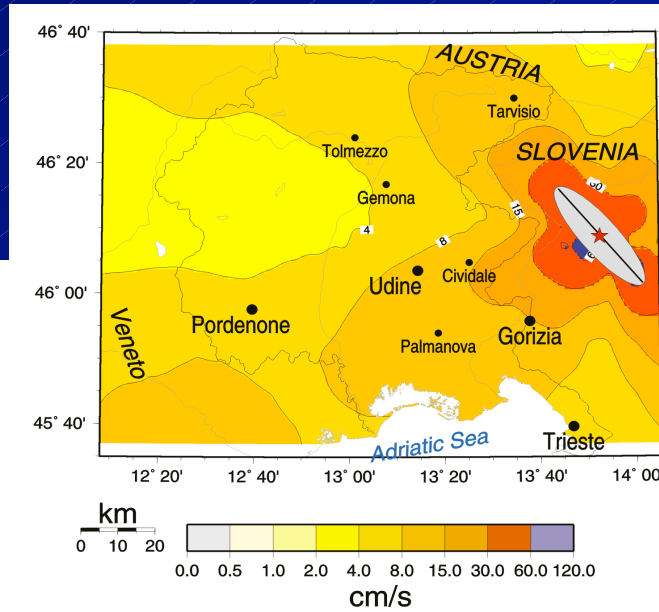 46° 40'
AUSTRIA
Tarvisio
Tolmezzo
46° 20'
SLOVENIA
30
Gemona
15
4
8
Cividale
Udine
46° 00'
Veneto
Pordenone
Gorizia
Palmanova
45° 40'
Adriatic Sea
Trieste
12° 20' 12° 40' 13° 00' 13° 20' 13° 40' 14° 00'
km
0 10 20
0.0 0.5 1.0 2.0 4.0 8.0 15.0 30.0 60.0 120.0
cm/s